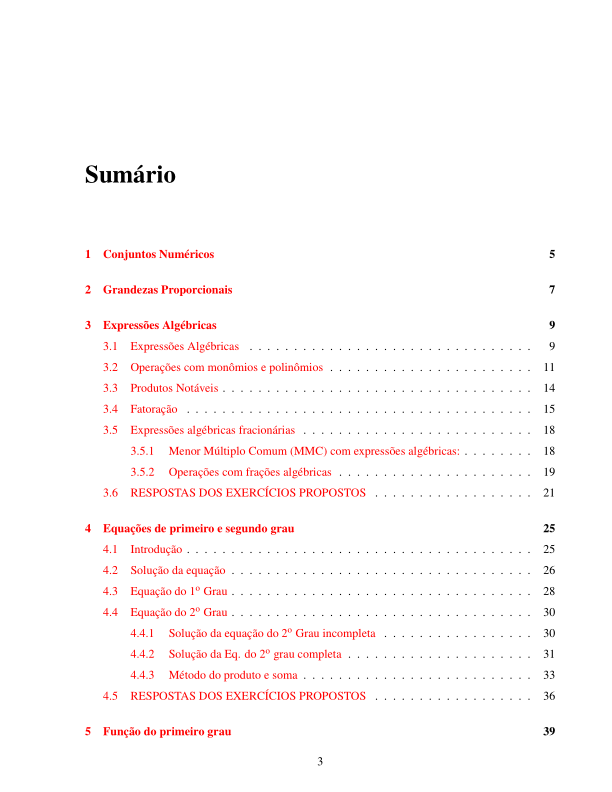 Sumário
1 Conjuntos Numéricos 5
2 Grandezas Proporcionais 7
3 Expressões Algébricas 9
3.1 Expressões Algébricas . . . . . . . . . . . . . . . . . . . . . . . . . . . . . . . . 9
3.2 Operações com monômios e polinômios . . . . . . . . . . . . . . . . . . . . . . . 11
3.3 Produtos Notáveis . . . . . . . . . . . . . . . . . . . . . . . . . . . . . . . . . . . 14
3.4 Fatoração . . . . . . . . . . . . . . . . . . . . . . . . . . . . . . . . . . . . . . . 15
3.5 Expressões algébricas fracionárias . . . . . . . . . . . . . . . . . . . . . . . . . . 18
3.5.1 Menor Múltiplo Comum (MMC) com expressões algébricas: . . . . . . . . 18
3.5.2 Operações com frações algébricas . . . . . . . . . . . . . . . . . . . . . . 19
3.6 RESPOSTAS DOS EXERCÍCIOS PROPOSTOS . . . . . . . . . . . . . . . . . . 21
4 Equações de primeiro e segundo grau 25
4.1 Introdução . . . . . . . . . . . . . . . . . . . . . . . . . . . . . . . . . . . . . . . 25
4.2 Solução da equação . . . . . . . . . . . . . . . . . . . . . . . . . . . . . . . . . . 26
4.3 Equação do 1º Grau . . . . . . . . . . . . . . . . . . . . . . . . . . . . . . . . . . 28
4.4 Equação do 2º Grau . . . . . . . . . . . . . . . . . . . . . . . . . . . . . . . . . . 30
4.4.1 Solução da equação do 2º Grau incompleta . . . . . . . . . . . . . . . . . 30
4.4.2 Solução da Eq. do 2º grau completa . . . . . . . . . . . . . . . . . . . . . 31
4.4.3 Método do produto e soma . . . . . . . . . . . . . . . . . . . . . . . . . . 33
4.5 RESPOSTAS DOS EXERCÍCIOS PROPOSTOS . . . . . . . . . . . . . . . . . . 36
5 Função do primeiro grau 39
3